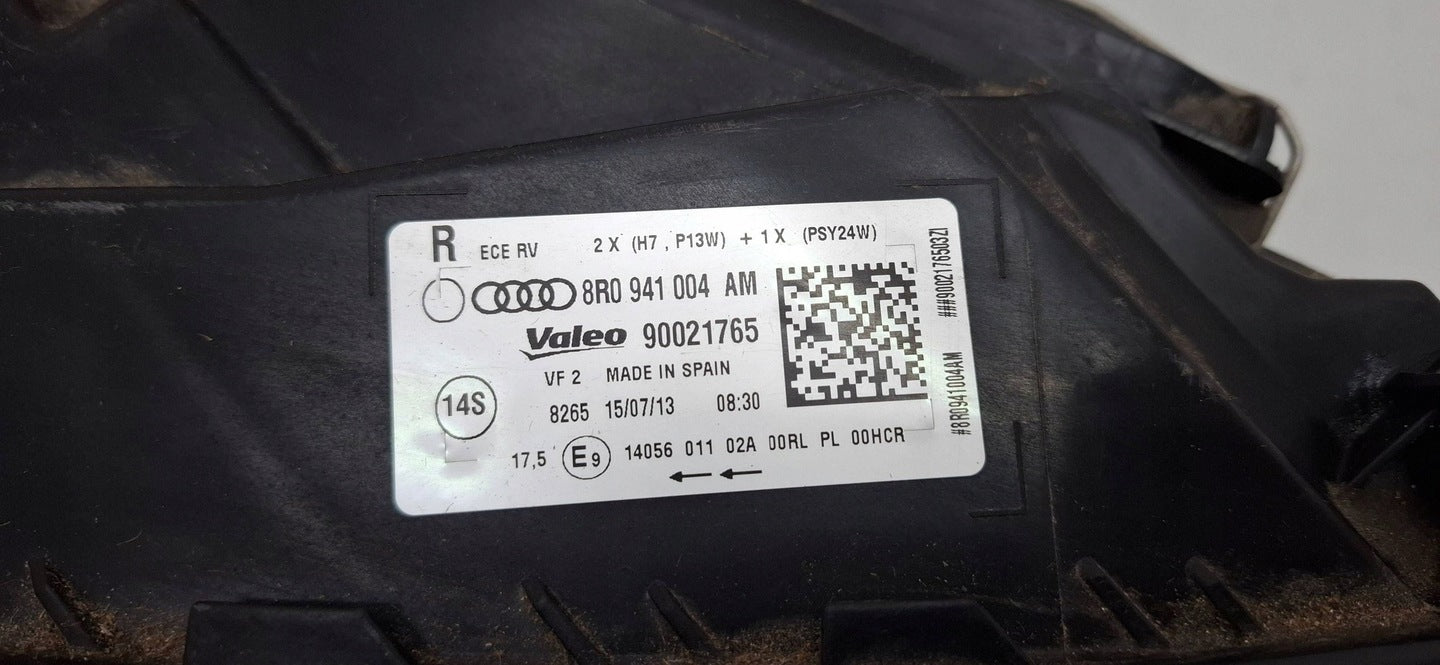 R ECE RV 2 X (H7 , P13W) + 1 X (PSY24W)
8R0 941 004 AM
Valeo 90021765
VF 2 MADE IN SPAIN
14S
8265 15/07/13 08:30
17,5 E9 14056 011 02A 00RL PL 00HCR
#8R0941004AM ###9002176503ZI